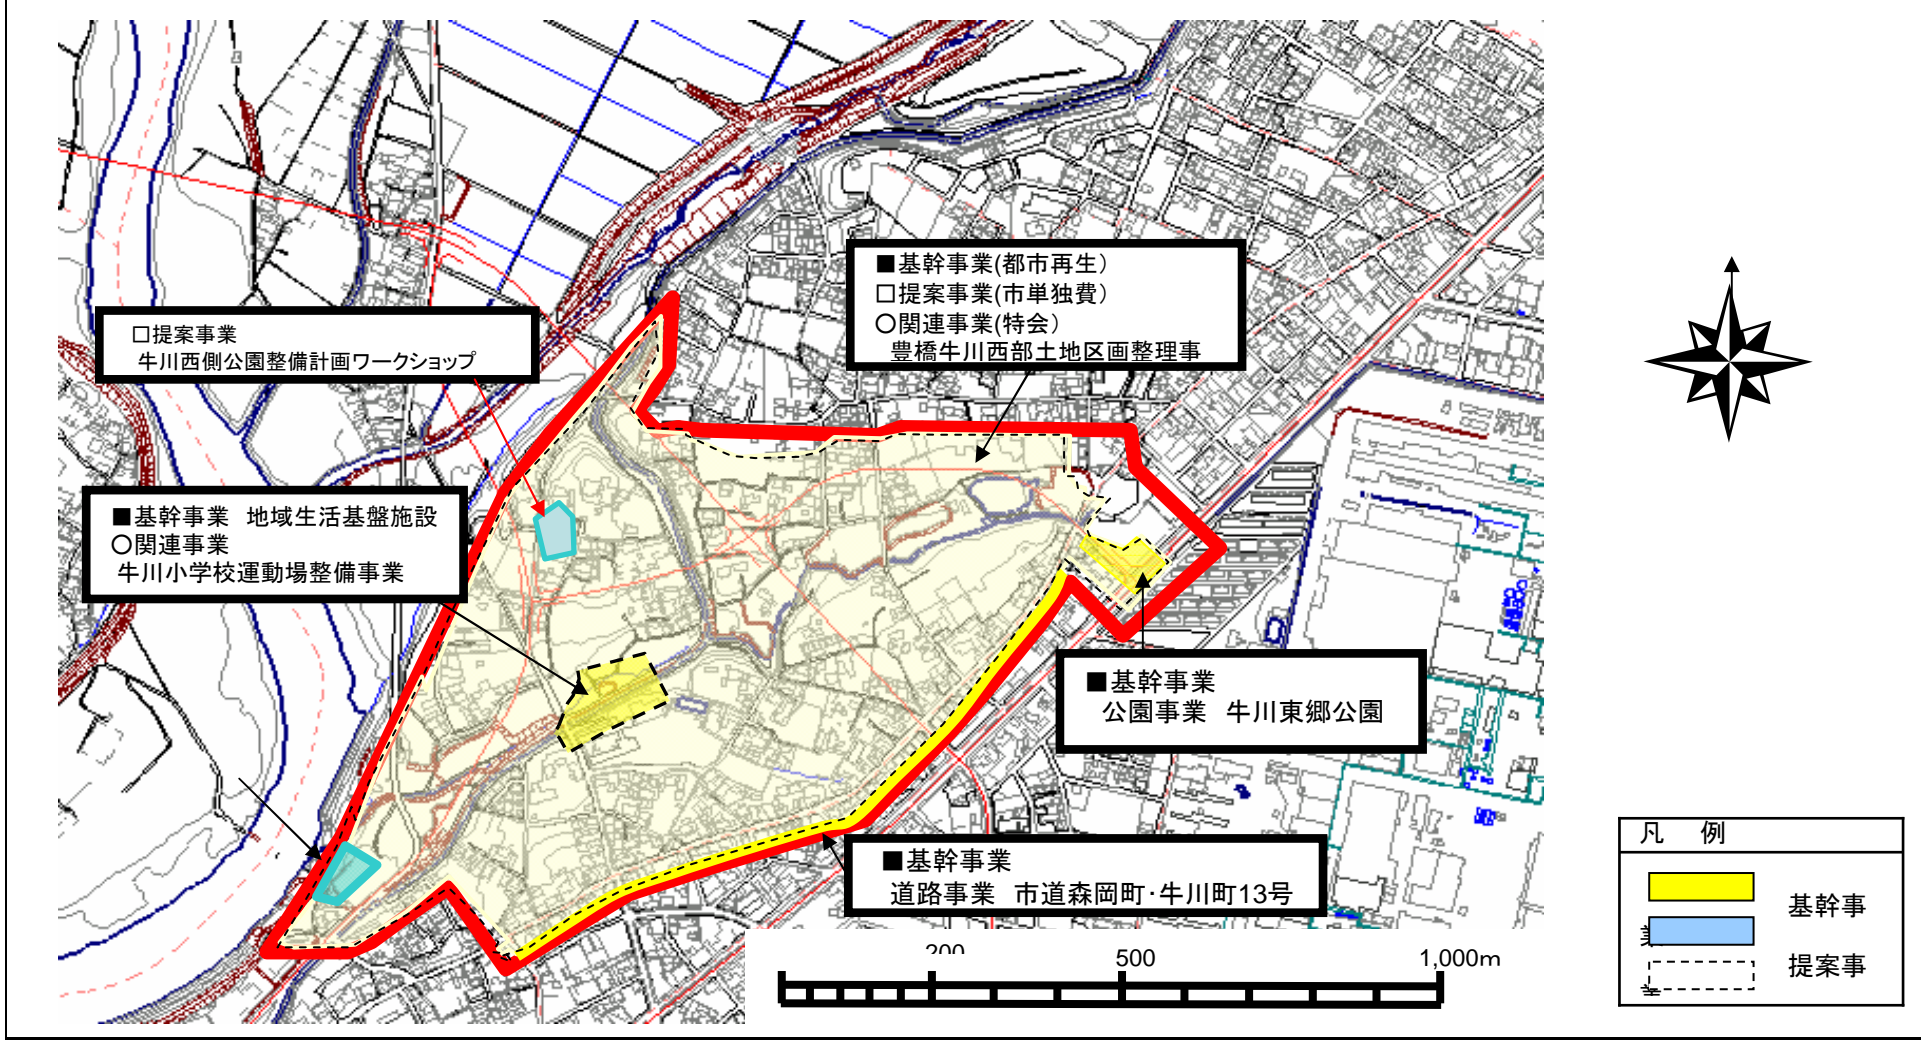 ■基幹事業(都市再生)
□提案事業(市単独費)
○関連事業(特会)
豊橋牛川西部土地区画整理事
□提案事業
牛川西側公園整備計画ワークショップ
■基幹事業 地域生活基盤施設
○関連事業
牛川小学校運動場整備事業
■基幹事業
公園事業 牛川東郷公園
■基幹事業
道路事業 市道森岡町・牛川町13号
200
500
1,000m
凡 例
基幹事
提案事